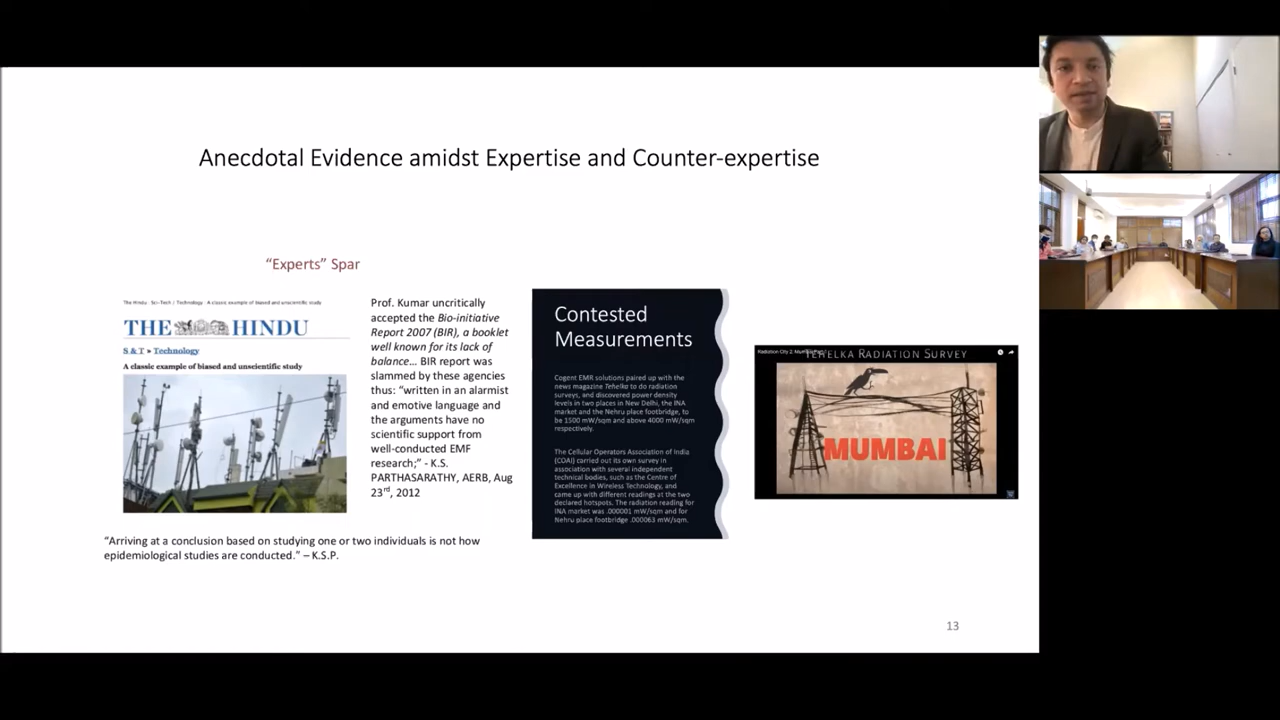 Anecdotal Evidence amidst Expertise and Counter-expertise
“Experts” Spar
The Hindu : Sci-Tech / Technology : A classic example of biased and unscientific study
THE HINDU
S & T » Technology
A classic example of biased and unscientific study
Prof. Kumar uncritically
accepted the Bio-initiative
Report 2007 (BIR), a booklet
well known for its lack of
balance… BIR report was
slammed by these agencies
thus: “written in an alarmist
and emotive language and
the arguments have no
scientific support from
well-conducted EMF
research;” - K.S.
PARTHASARATHY, AERB, Aug
23rd, 2012
“Arriving at a conclusion based on studying one or two individuals is not how
epidemiological studies are conducted.” – K.S.P.
Contested
Measurements
Cogent EMR solutions paired up with the
news magazine Tehelka to do radiation
surveys, and discovered power density
levels in two places in New Delhi, the INA
market and the Nehru place footbridge, to
be 1500 mW/sqm and above 4000 mW/sqm
respectively.
The Cellular Operators Association of India
(COAI) carried out its own survey in
association with several independent
technical bodies, such as the Centre of
Excellence in Wireless Technology, and
came up with different readings at the two
declared hotspots. The radiation reading for
INA market was .000001 mW/sqm and for
Nehru place footbridge .000063 mW/sqm.
Radiation City 2: Mumbai
TEHELKA RADIATION SURVEY
MUMBAI
13